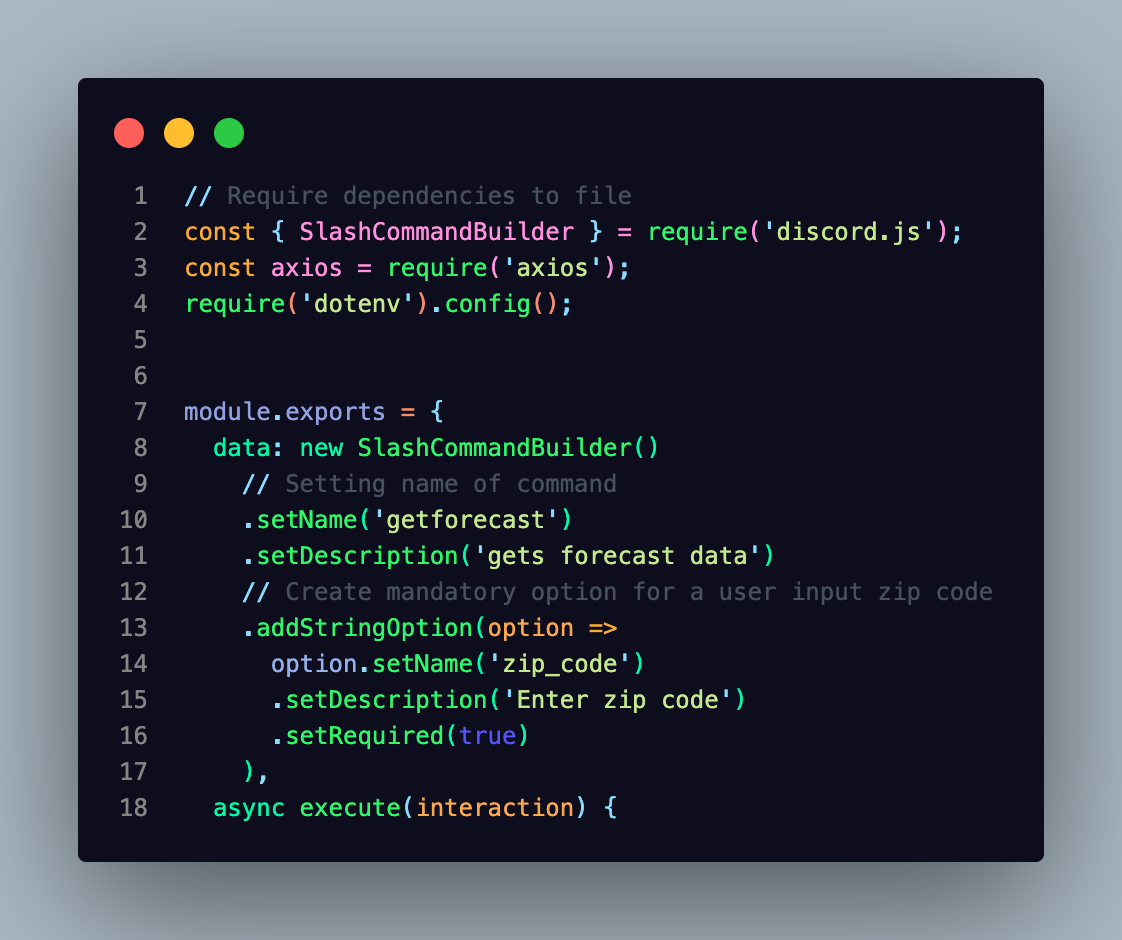 1 // Require dependencies to file
2 const { SlashCommandBuilder } = require('discord.js');
3 const axios = require('axios');
4 require('dotenv').config();
5
6
7 module.exports = {
8   data: new SlashCommandBuilder()
9     // Setting name of command
10     .setName('getforecast')
11     .setDescription('gets forecast data')
12     // Create mandatory option for a user input zip code
13     .addStringOption(option =>
14       option.setName('zip_code')
15       .setDescription('Enter zip code')
16       .setRequired(true)
17     ),
18   async execute(interaction) {